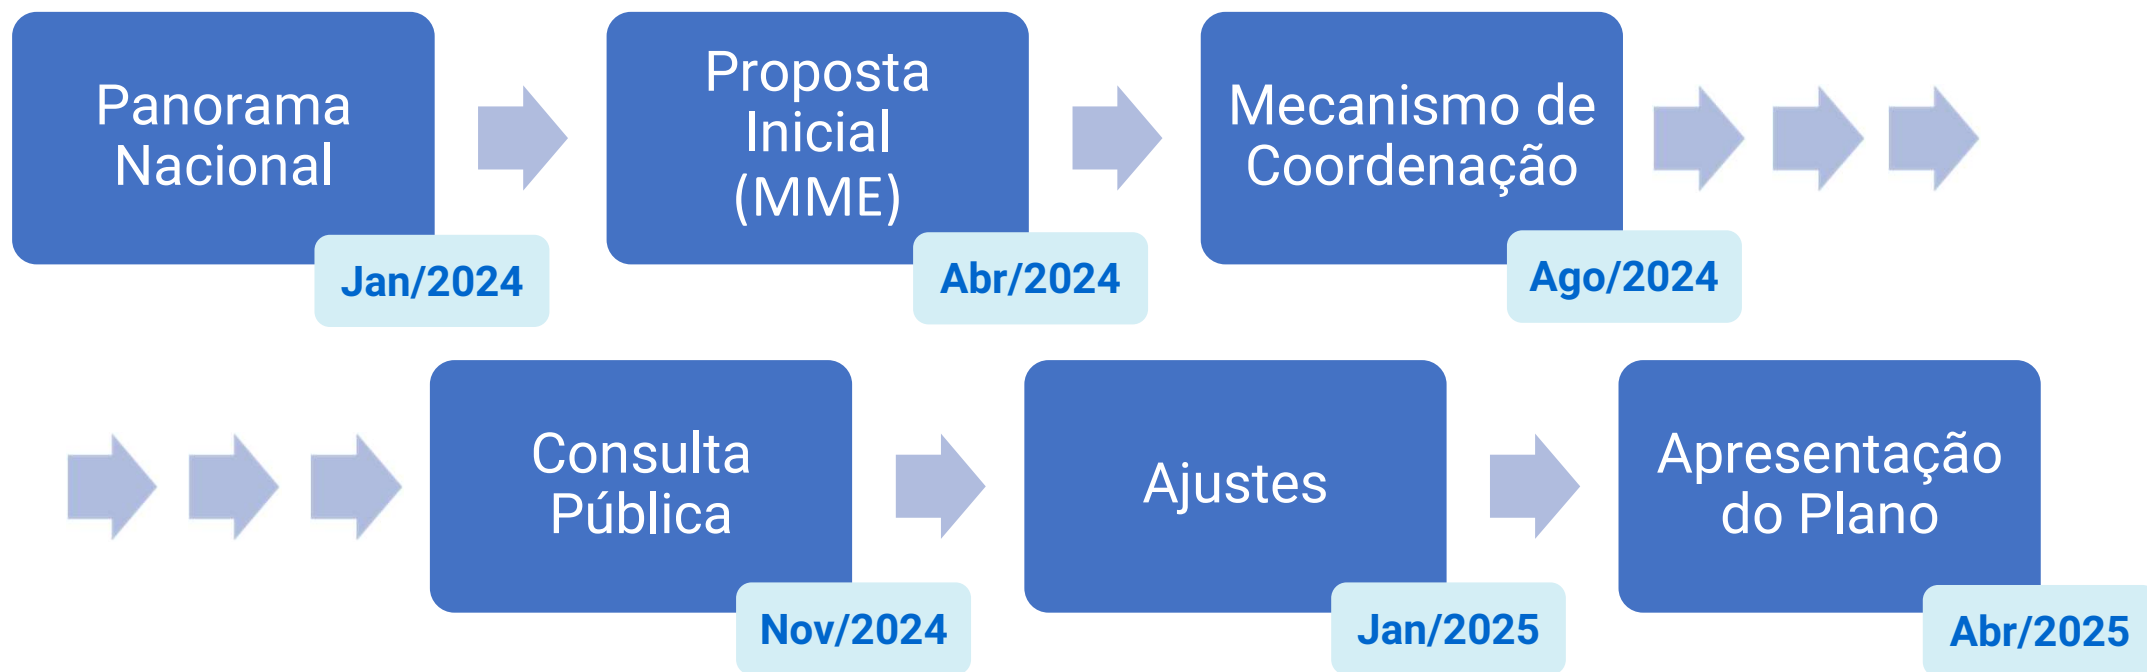 Panorama
Nacional
Jan/2024
Proposta
Inicial
(MME)
Abr/2024
Mecanismo de
Coordenação
Ago/2024
Consulta
Pública
Nov/2024
Ajustes
Jan/2025
Apresentação
do Plano
Abr/2025